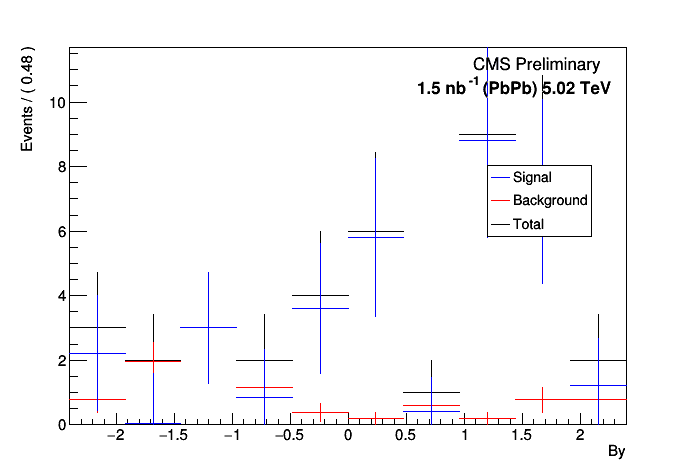 Events / ( 0.48 )
CMS Preliminary
1.5 nb⁻¹ (PbPb) 5.02 TeV
10
8
6
4
2
0
Signal
Background
Total
−2 −1.5 −1 −0.5 0 0.5 1 1.5 2
By